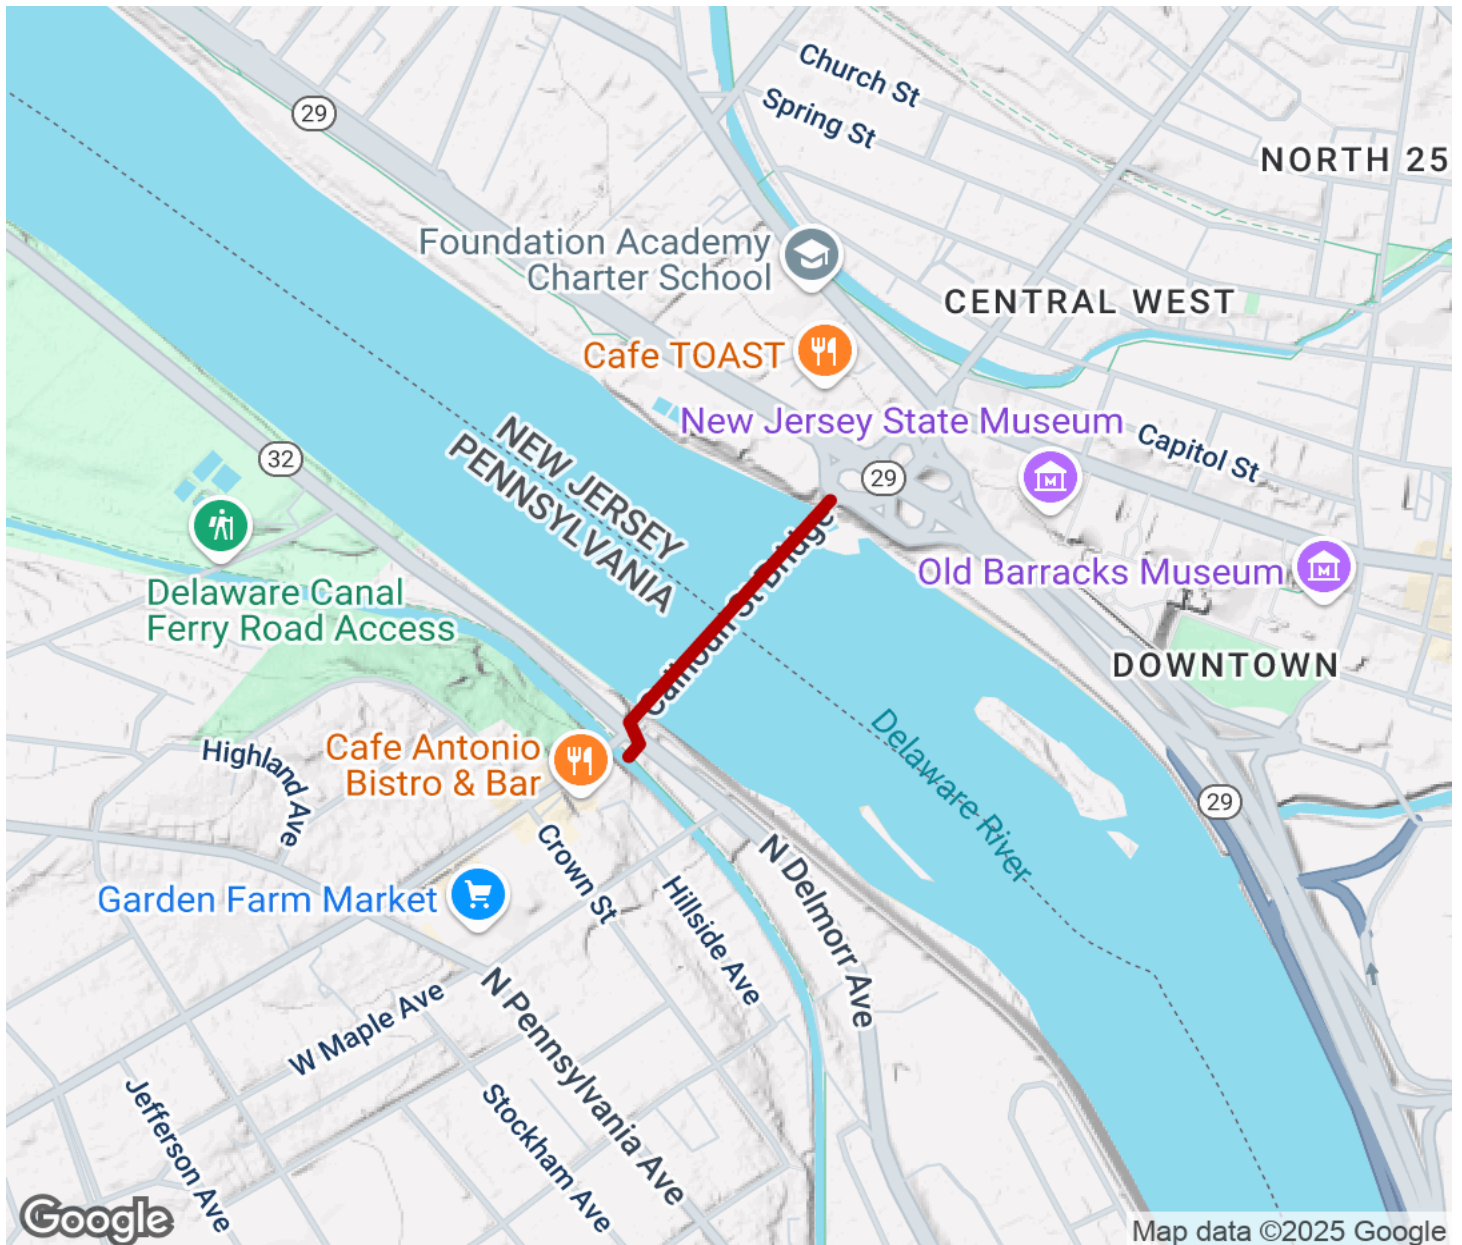 Church St
Spring St
29
NORTH 25
Foundation Academy
Charter School
CENTRAL WEST
Cafe TOAST
New Jersey State Museum
Capitol St
NEW JERSEY
PENNSYLVANIA
32
29
Calhoun St Bridge
Old Barracks Museum
Delaware Canal
Ferry Road Access
DOWNTOWN
Highland Ave
Cafe Antonio
Bistro & Bar
Delaware River
29
Crown St
N Delmorr Ave
Garden Farm Market
Hillside Ave
W Maple Ave
N Pennsylvania Ave
Jefferson Ave
Stockham Ave
Google
Map data ©2025 Google